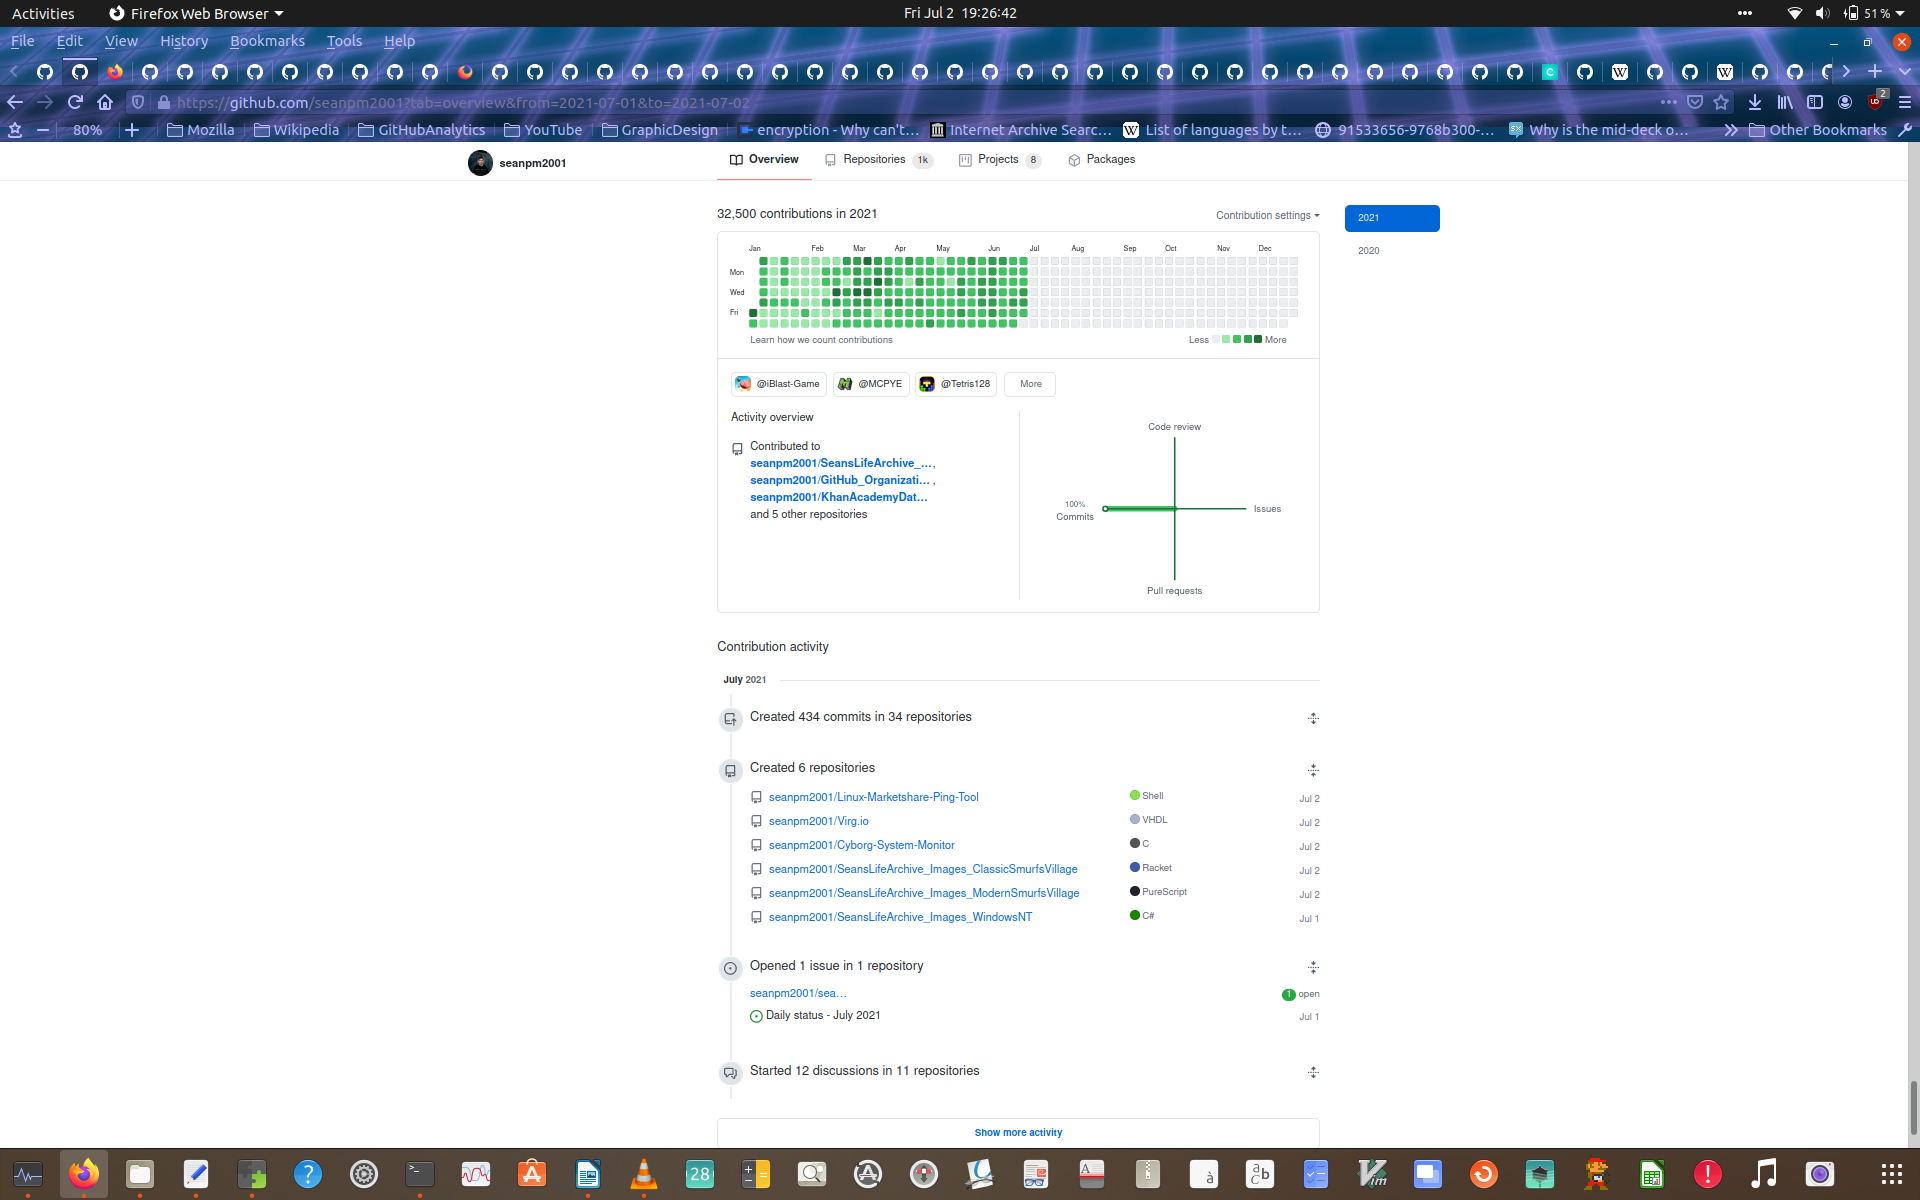 Activities Firefox Web Browser Fri Jul 2 19:26:42 51 %
File Edit View History Bookmarks Tools Help
https://github.com/seanpm2001?tab=overview&from=2021-07-01&to=2021-07-02 2
80% Mozilla Wikipedia GitHubAnalytics YouTube GraphicDesign encryption - Why can't… Internet Archive Searc… List of languages by t… 91533656-9768b300-… Why is the mid-deck o… Other Bookmarks
seanpm2001 Overview Repositories 1k Projects 8 Packages
32,500 contributions in 2021 Contribution settings 2021
2020
Jan Feb Mar Apr May Jun Jul Aug Sep Oct Nov Dec
Mon
Wed
Fri
Learn how we count contributions Less More
@iBlast-Game @MCPYE @Tetris128 More
Activity overview
Contributed to
seanpm2001/SeansLifeArchive_… ,
seanpm2001/GitHub_Organizati… ,
seanpm2001/KhanAcademyDat…
and 5 other repositories
Code review
100%
Commits
Issues
Pull requests
Contribution activity
July 2021
Created 434 commits in 34 repositories
Created 6 repositories
seanpm2001/Linux-Marketshare-Ping-Tool Shell Jul 2
seanpm2001/Virg.io VHDL Jul 2
seanpm2001/Cyborg-System-Monitor C Jul 2
seanpm2001/SeansLifeArchive_Images_ClassicSmurfsVillage Racket Jul 2
seanpm2001/SeansLifeArchive_Images_ModernSmurfsVillage PureScript Jul 2
seanpm2001/SeansLifeArchive_Images_WindowsNT C# Jul 1
Opened 1 issue in 1 repository
seanpm2001/sea… 1 open
Daily status - July 2021 Jul 1
Started 12 discussions in 11 repositories
Show more activity
28